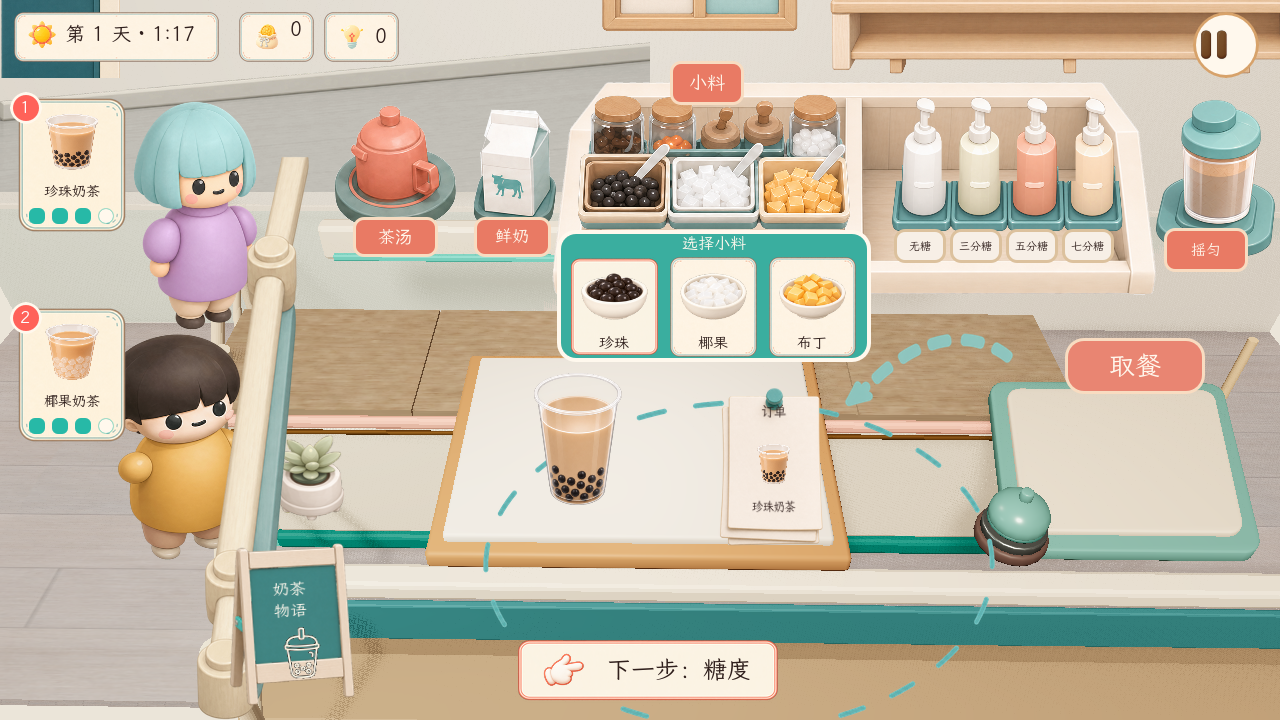 第 1 天·1:17
0
0
1
珍珠奶茶
2
椰果奶茶
小料
茶汤
鲜奶
无糖
三分糖
五分糖
七分糖
摇匀
选择小料
珍珠
椰果
布丁
取餐
订单
珍珠奶茶
奶茶
物语
下一步：糖度